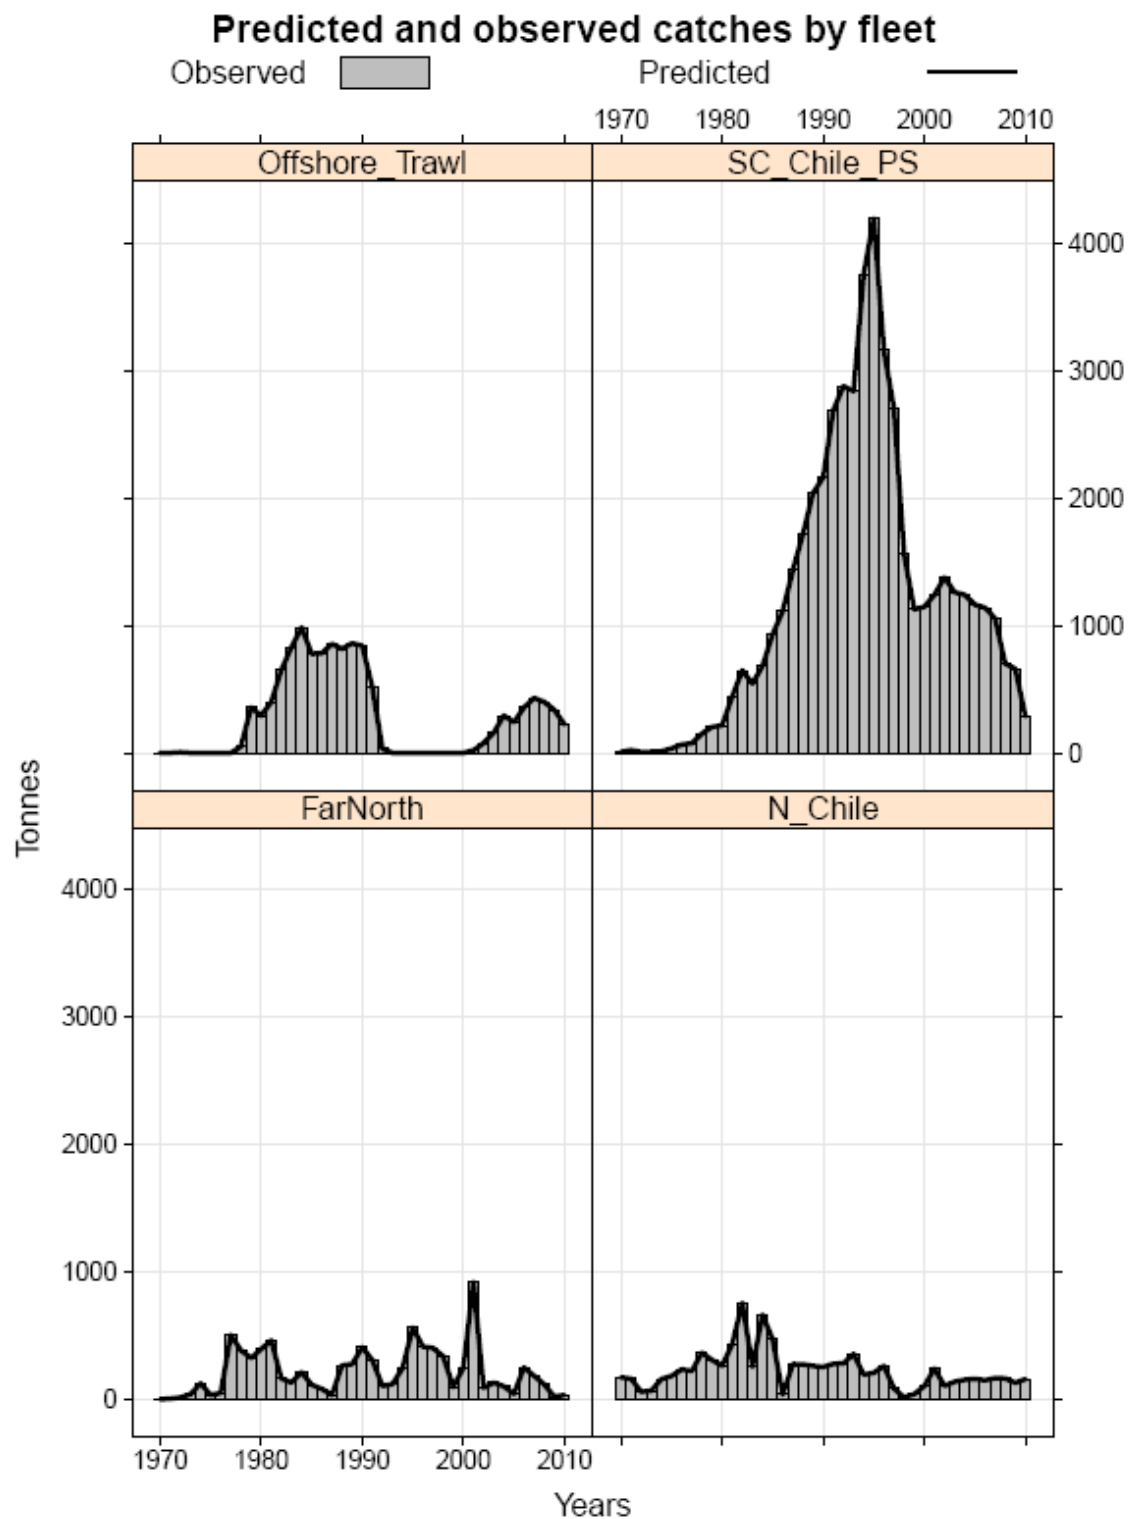 Predicted and observed catches by fleet
Observed Predicted
1970 1980 1990 2000 2010
Offshore_Trawl SC_Chile_PS
4000
3000
2000
1000
0
Tonnes
FarNorth N_Chile
4000
3000
2000
1000
0
1970 1980 1990 2000 2010
Years